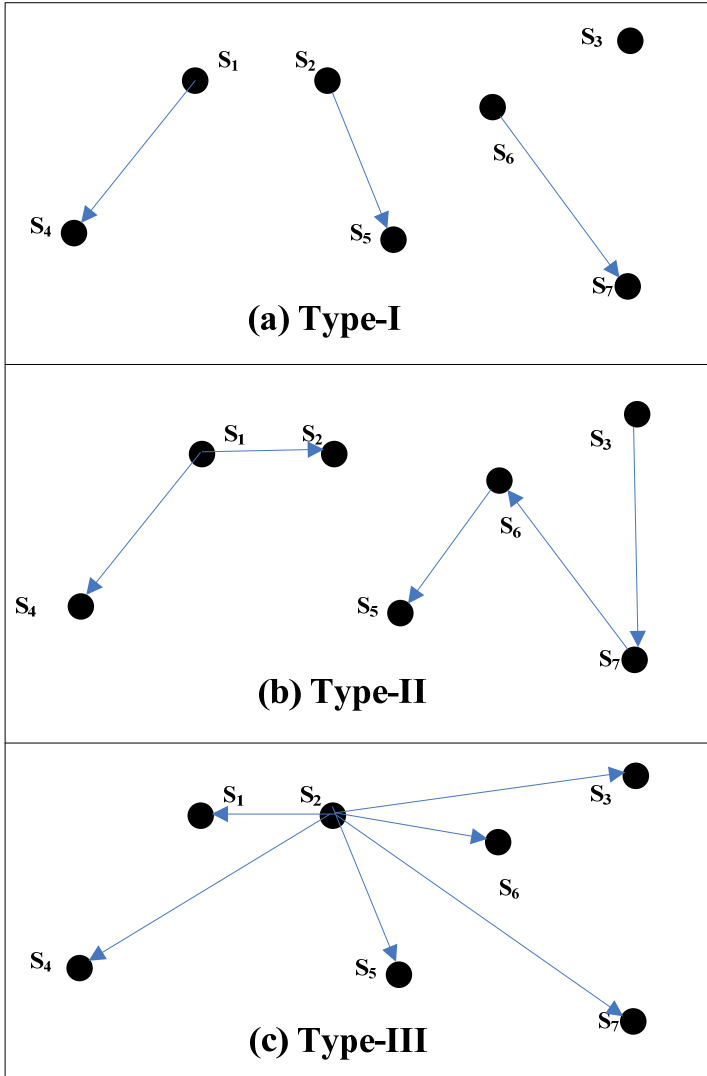 S₃
S₁ S₂
S₆
S₄ S₅
S₇
(a) Type-I
S₁ S₂ S₃
S₆
S₄ S₅
S₇
(b) Type-II
S₁ S₂ S₃
S₆
S₄ S₅
S₇
(c) Type-III